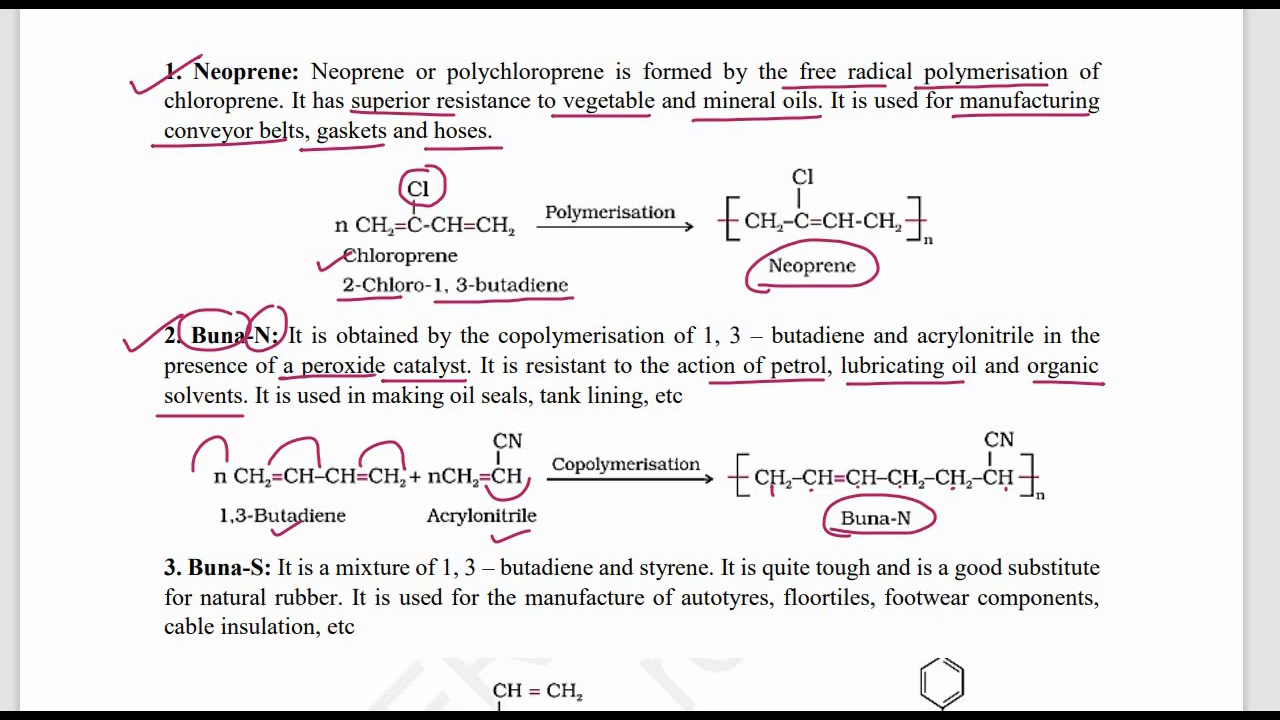 1. Neoprene: Neoprene or polychloroprene is formed by the free radical polymerisation of
chloroprene. It has superior resistance to vegetable and mineral oils. It is used for manufacturing
conveyor belts, gaskets and hoses.
Cl
Cl
n CH₂=C-CH=CH₂
Polymerisation
[CH₂–C=CH-CH₂]n
Chloroprene
Neoprene
2-Chloro-1, 3-butadiene
2. Buna-N: It is obtained by the copolymerisation of 1, 3 – butadiene and acrylonitrile in the
presence of a peroxide catalyst. It is resistant to the action of petrol, lubricating oil and organic
solvents. It is used in making oil seals, tank lining, etc
CN
CN
n CH₂=CH–CH=CH₂ + nCH₂=CH
Copolymerisation
[CH₂–CH=CH–CH₂–CH₂–CH]n
1,3-Butadiene
Acrylonitrile
Buna-N
3. Buna-S: It is a mixture of 1, 3 – butadiene and styrene. It is quite tough and is a good substitute
for natural rubber. It is used for the manufacture of autotyres, floortiles, footwear components,
cable insulation, etc
CH = CH₂